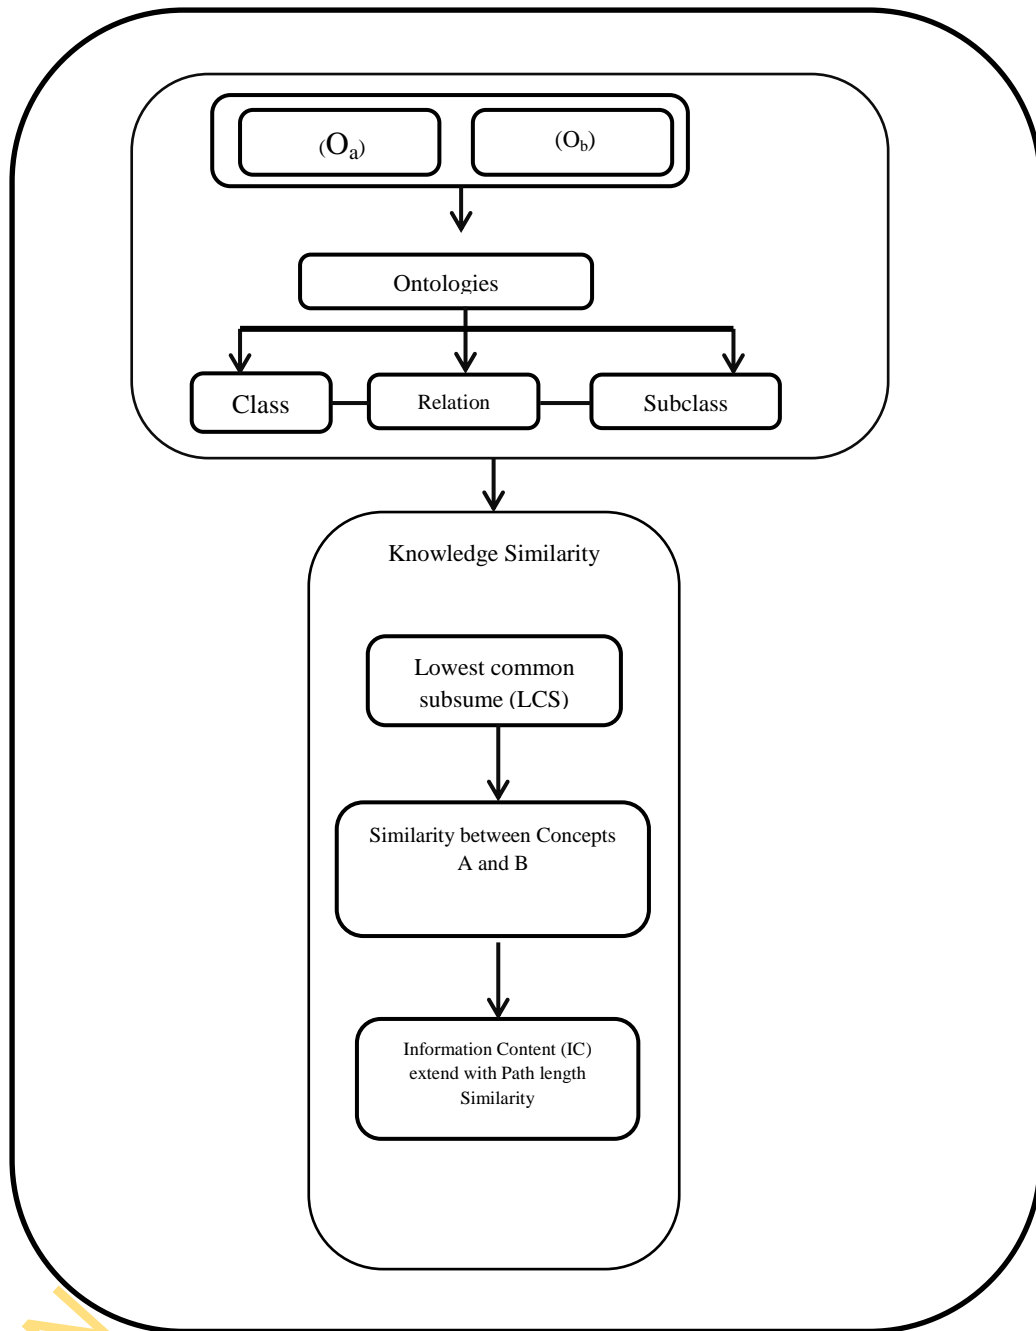 (Oa)
(Ob)
Ontologies
Class
Relation
Subclass
Knowledge Similarity
Lowest common
subsume (LCS)
Similarity between Concepts
A and B
Information Content (IC)
extend with Path length
Similarity